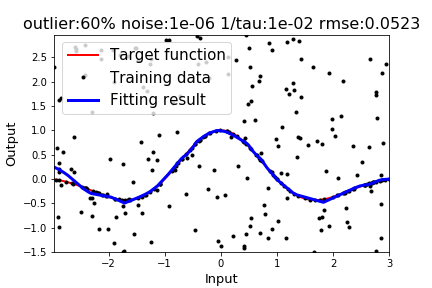 outlier:60% noise:1e-06 1/tau:1e-02 rmse:0.0523
Target function
Training data
Fitting result
Output
2.5
2.0
1.5
1.0
0.5
0.0
−0.5
−1.0
−1.5
−2 −1 0 1 2 3
Input